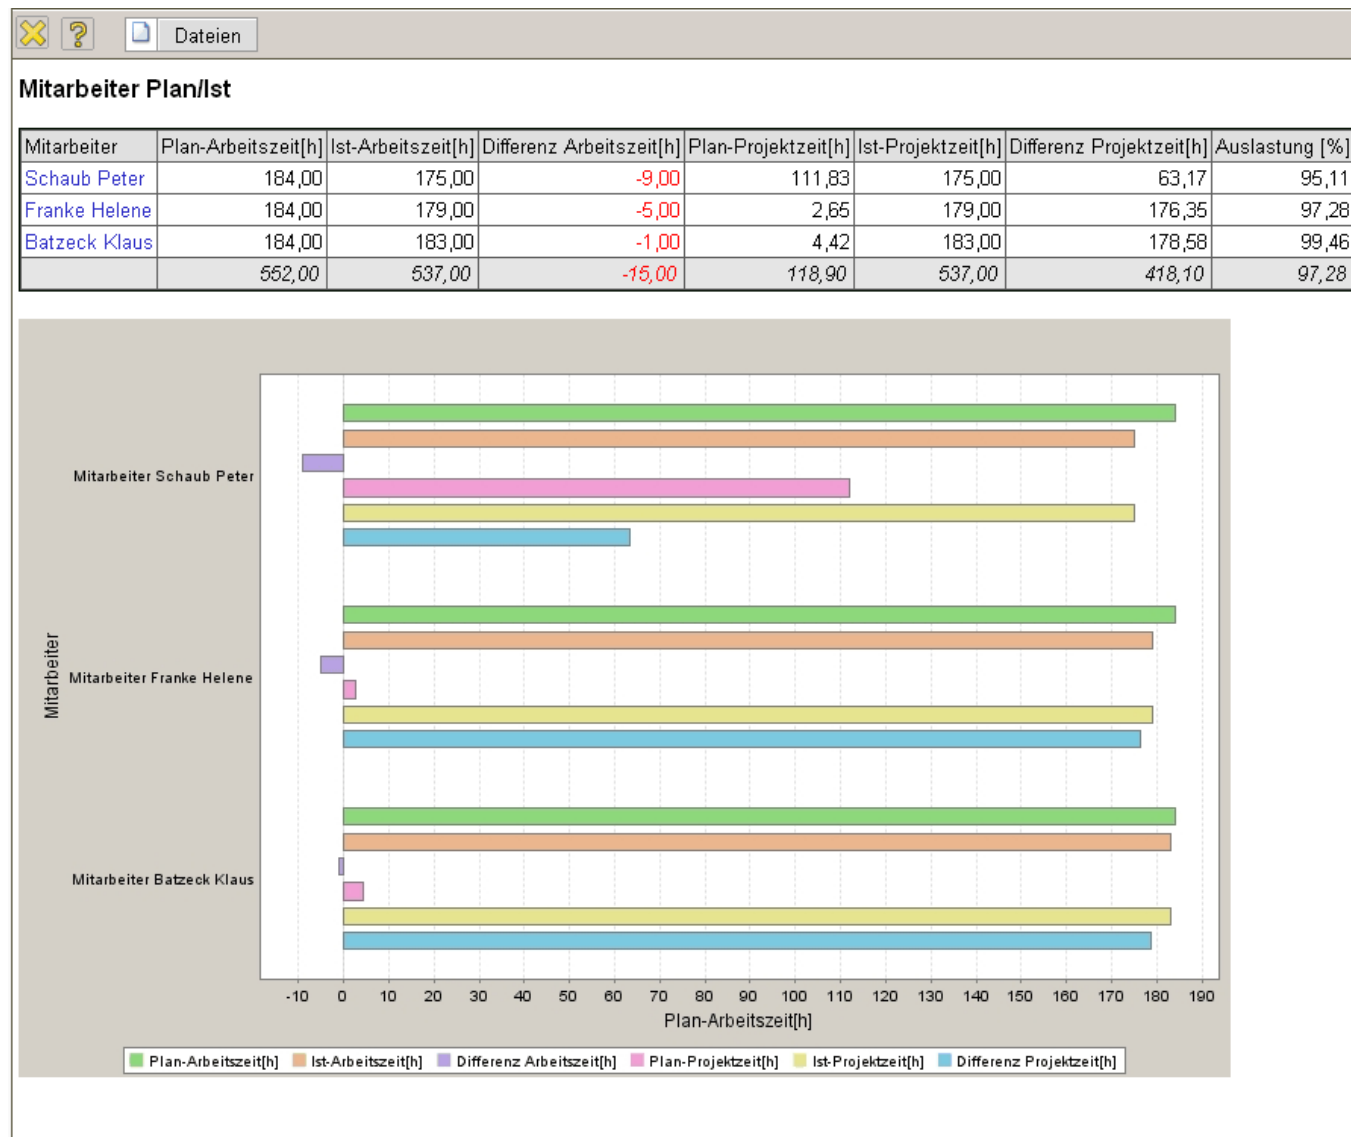 Dateien
Mitarbeiter Plan/Ist
Mitarbeiter Plan-Arbeitszeit[h] Ist-Arbeitszeit[h] Differenz Arbeitszeit[h] Plan-Projektzeit[h] Ist-Projektzeit[h] Differenz Projektzeit[h] Auslastung [%]
Schaub Peter 184,00 175,00 -9,00 111,83 175,00 63,17 95,11
Franke Helene 184,00 179,00 -5,00 2,65 179,00 176,35 97,28
Batzeck Klaus 184,00 183,00 -1,00 4,42 183,00 178,58 99,46
552,00 537,00 -15,00 118,90 537,00 418,10 97,28
Mitarbeiter Schaub Peter
Mitarbeiter Franke Helene
Mitarbeiter
Mitarbeiter Batzeck Klaus
-10 0 10 20 30 40 50 60 70 80 90 100 110 120 130 140 150 160 170 180 190
Plan-Arbeitszeit[h]
Plan-Arbeitszeit[h] Ist-Arbeitszeit[h] Differenz Arbeitszeit[h] Plan-Projektzeit[h] Ist-Projektzeit[h] Differenz Projektzeit[h]